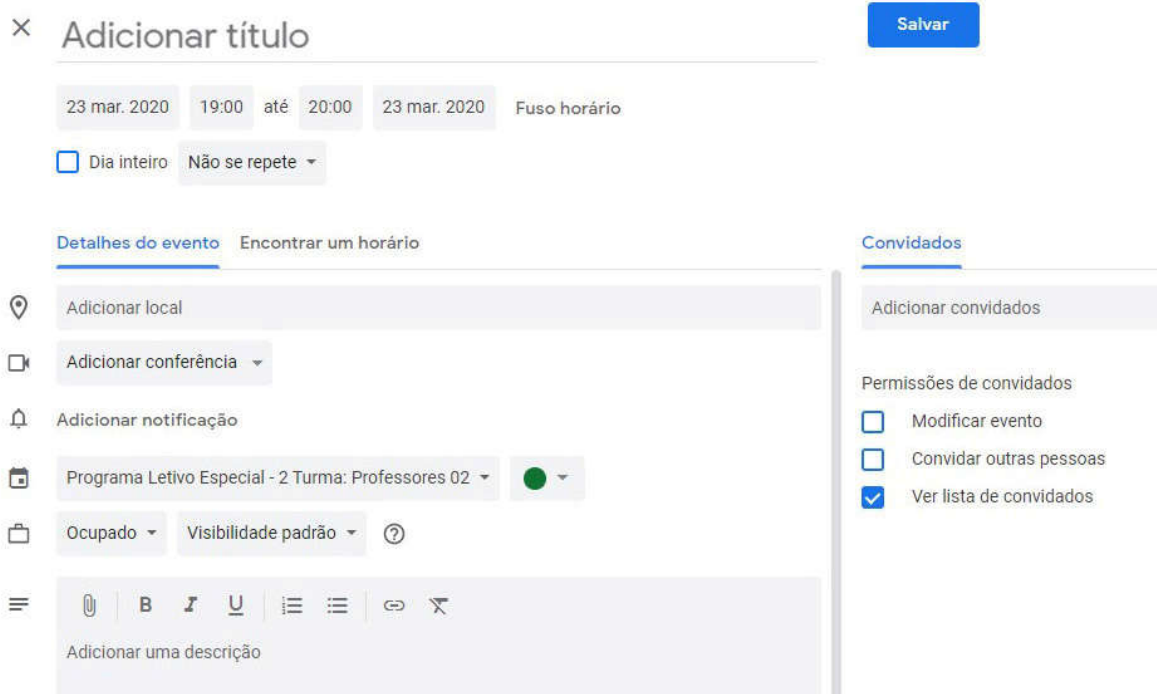 Adicionar título
Salvar
23 mar. 2020 19:00 até 20:00 23 mar. 2020 Fuso horário
Dia inteiro Não se repete
Detalhes do evento Encontrar um horário
Convidados
Adicionar local
Adicionar convidados
Adicionar conferência
Permissões de convidados
Adicionar notificação
Modificar evento
Convidar outras pessoas
Programa Letivo Especial - 2 Turma: Professores 02
Ver lista de convidados
Ocupado Visibilidade padrão
B I U
Adicionar uma descrição